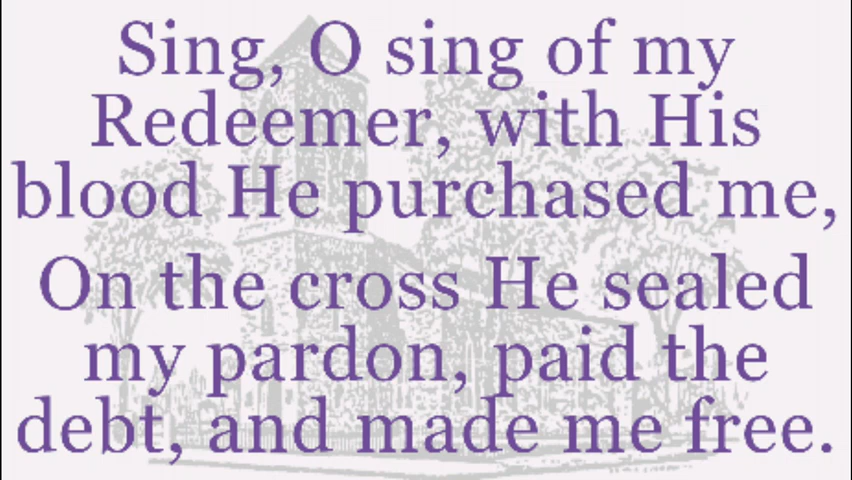 Sing, O sing of my
Redeemer, with His
blood He purchased me,
On the cross He sealed
my pardon, paid the
debt, and made me free.